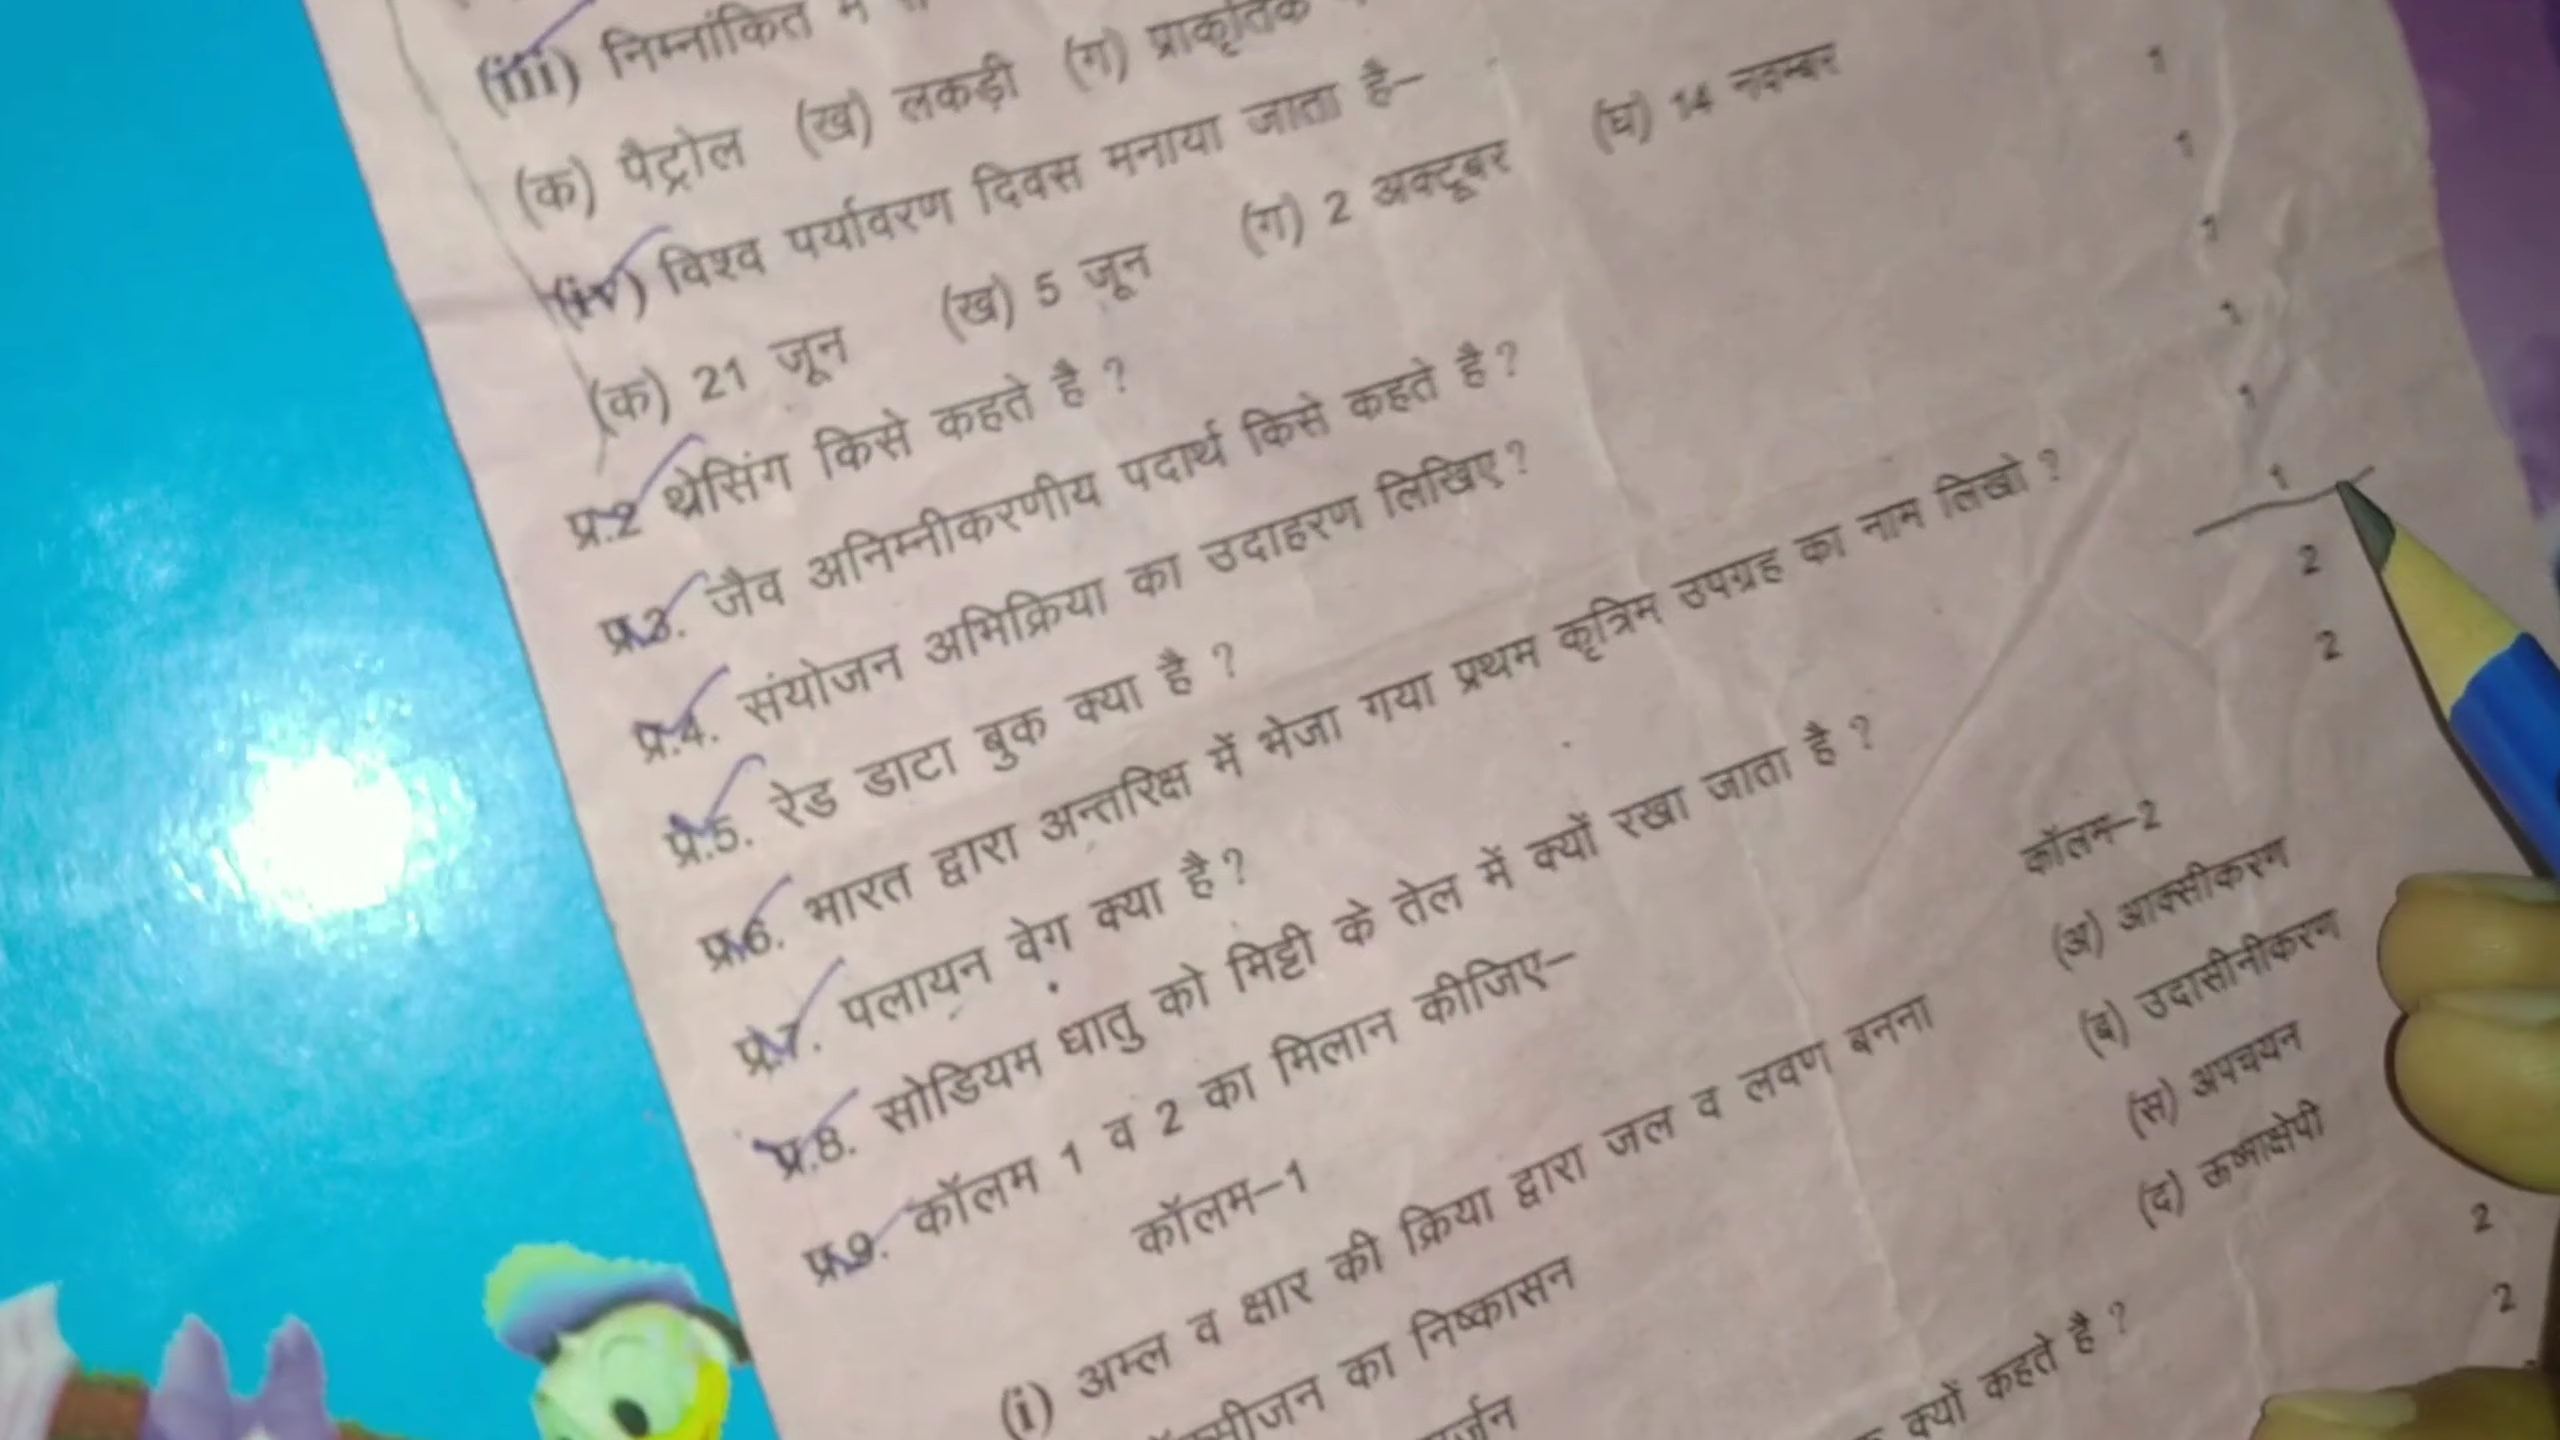 (iii) निम्नांकित में
(क) पैट्रोल (ख) लकड़ी (ग) प्राकृतिक
(iv) विश्व पर्यावरण दिवस मनाया जाता है–
(क) 21 जून (ख) 5 जून (ग) 2 अक्टूबर (घ) 14 नवम्बर 1
प्र.2 थ्रेसिंग किसे कहते है ? 1
प्र.3. जैव अनिम्नीकरणीय पदार्थ किसे कहते है ? 1
प्र.4. संयोजन अभिक्रिया का उदाहरण लिखिए ? 1
प्र.5. रेड डाटा बुक क्या है ? 1
प्र.6. भारत द्वारा अन्तरिक्ष में भेजा गया प्रथम कृत्रिम उपग्रह का नाम लिखो ? 1
प्र.7. पलायन वेग क्या है ? 2
प्र.8. सोडियम धातु को मिट्टी के तेल में क्यों रखा जाता है ? 2
प्र.9. कॉलम 1 व 2 का मिलान कीजिए–
कॉलम–1 कॉलम–2
(i) अम्ल व क्षार की क्रिया द्वारा जल व लवण बनना (अ) आक्सीकरण
का निष्कासन (ब) उदासीनीकरण
(स) अपचयन
(द) ऊष्माक्षेपी
2
क्यों कहते है ? 2